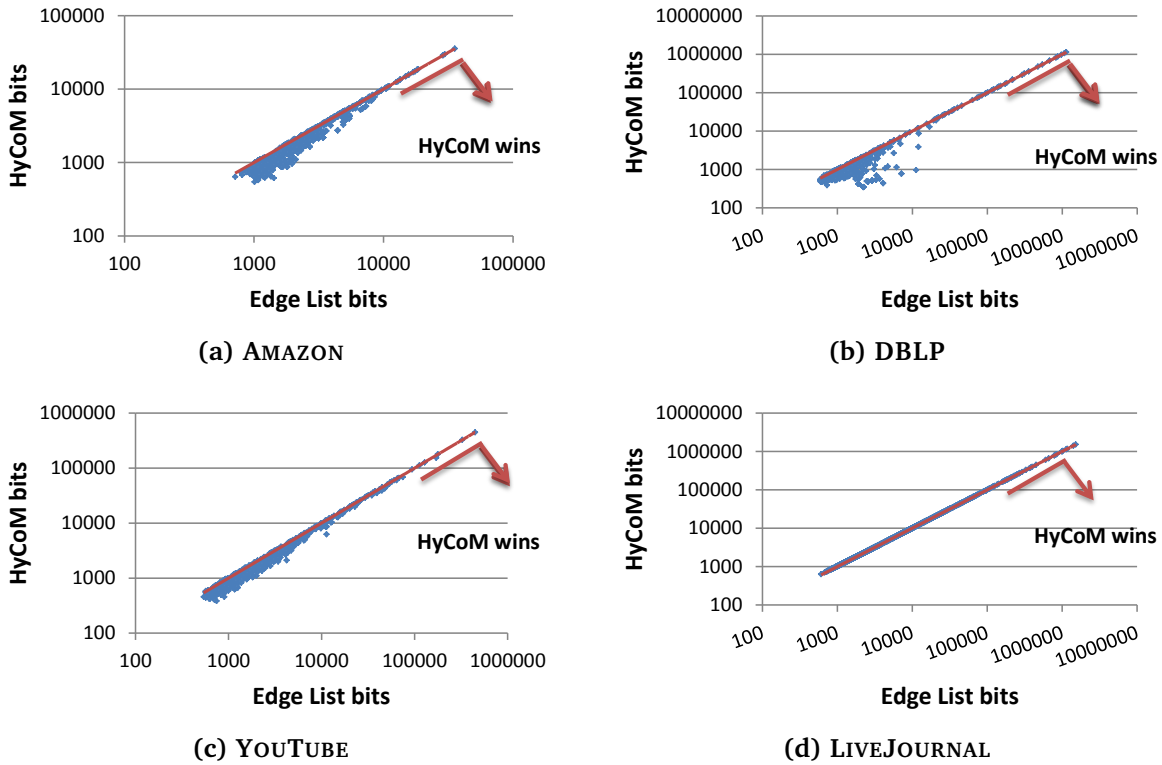 100000
10000
1000
100
HyCoM bits
HyCoM wins
100 1000 10000 100000
Edge List bits
(a) AMAZON
1000000
1000000
100000
10000
1000
100
HyCoM bits
HyCoM wins
100 1000 10000 100000 1000000 10000000
Edge List bits
(b) DBLP
1000000
100000
10000
1000
100
HyCoM bits
HyCoM wins
100 1000 10000 100000 1000000
Edge List bits
(c) YOUTUBE
10000000
1000000
100000
10000
1000
100
HyCoM bits
HyCoM wins
100 1000 10000 100000 1000000 10000000
Edge List bits
(d) LIVEJOURNAL